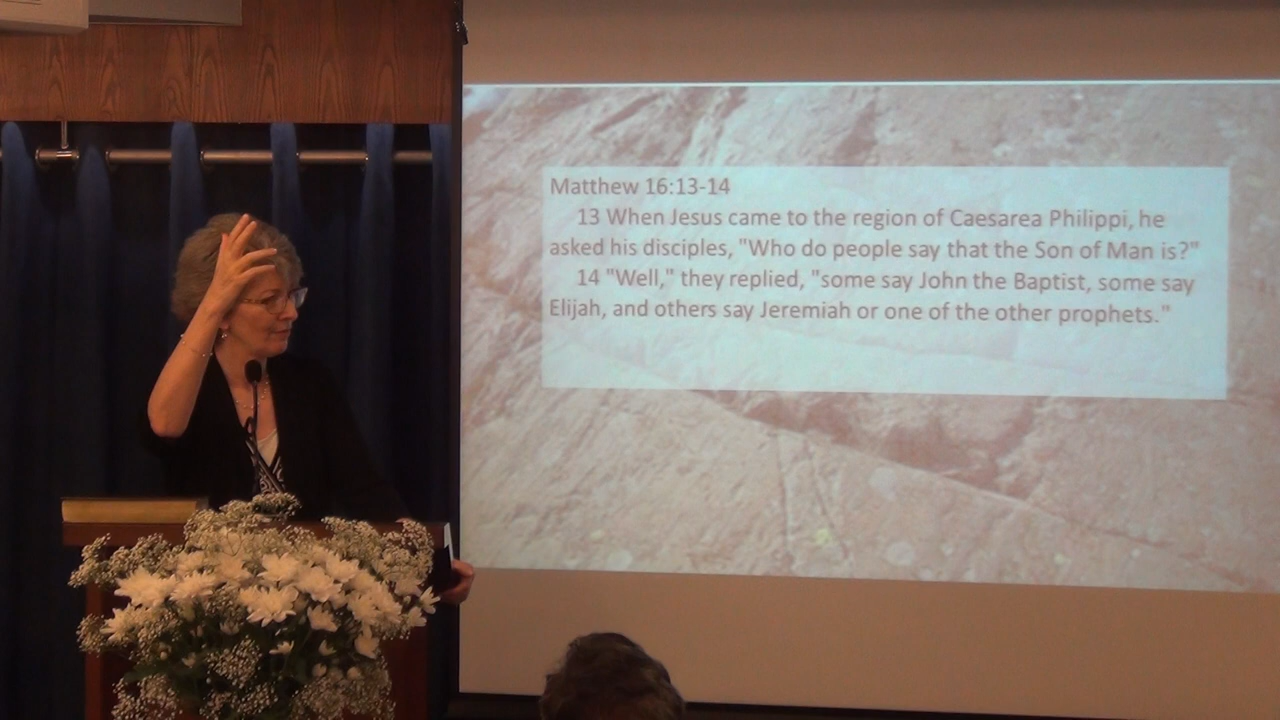 Matthew 16:13-14
13 When Jesus came to the region of Caesarea Philippi, he
asked his disciples, "Who do people say that the Son of Man is?"
14 "Well," they replied, "some say John the Baptist, some say
Elijah, and others say Jeremiah or one of the other prophets."